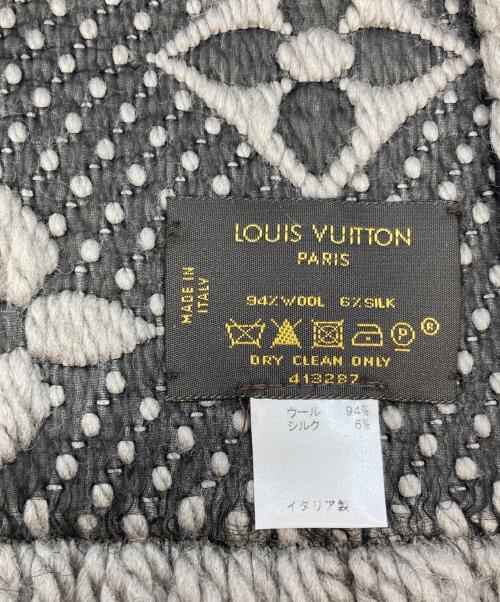 LOUIS VUITTON
PARIS
MADE IN
ITALY
94% WOOL 6% SILK
P ®
DRY CLEAN ONLY
413287
ウール 94%
シルク 6%
イタリア製